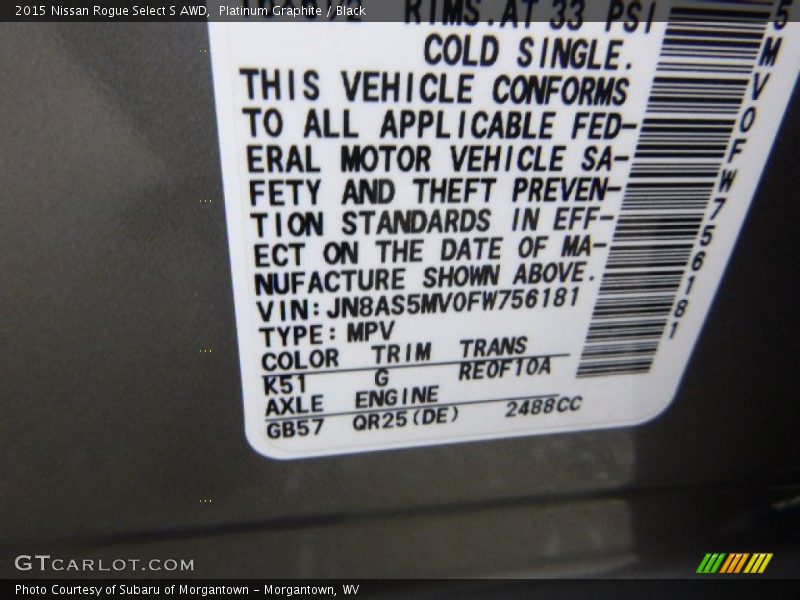 2015 Nissan Rogue Select S AWD, Platinum Graphite / Black
RIMS.AT 33 PSI
COLD SINGLE.
THIS VEHICLE CONFORMS
TO ALL APPLICABLE FED-
ERAL MOTOR VEHICLE SA-
FETY AND THEFT PREVEN-
TION STANDARDS IN EFF-
ECT ON THE DATE OF MA-
NUFACTURE SHOWN ABOVE.
VIN:JN8AS5MV0FW756181
TYPE:MPV
COLOR TRIM TRANS
K51 G RE0F10A
AXLE ENGINE
GB57 QR25(DE) 2488CC
5MV0FW756181
GTCARLOT.COM
Photo Courtesy of Subaru of Morgantown - Morgantown, WV